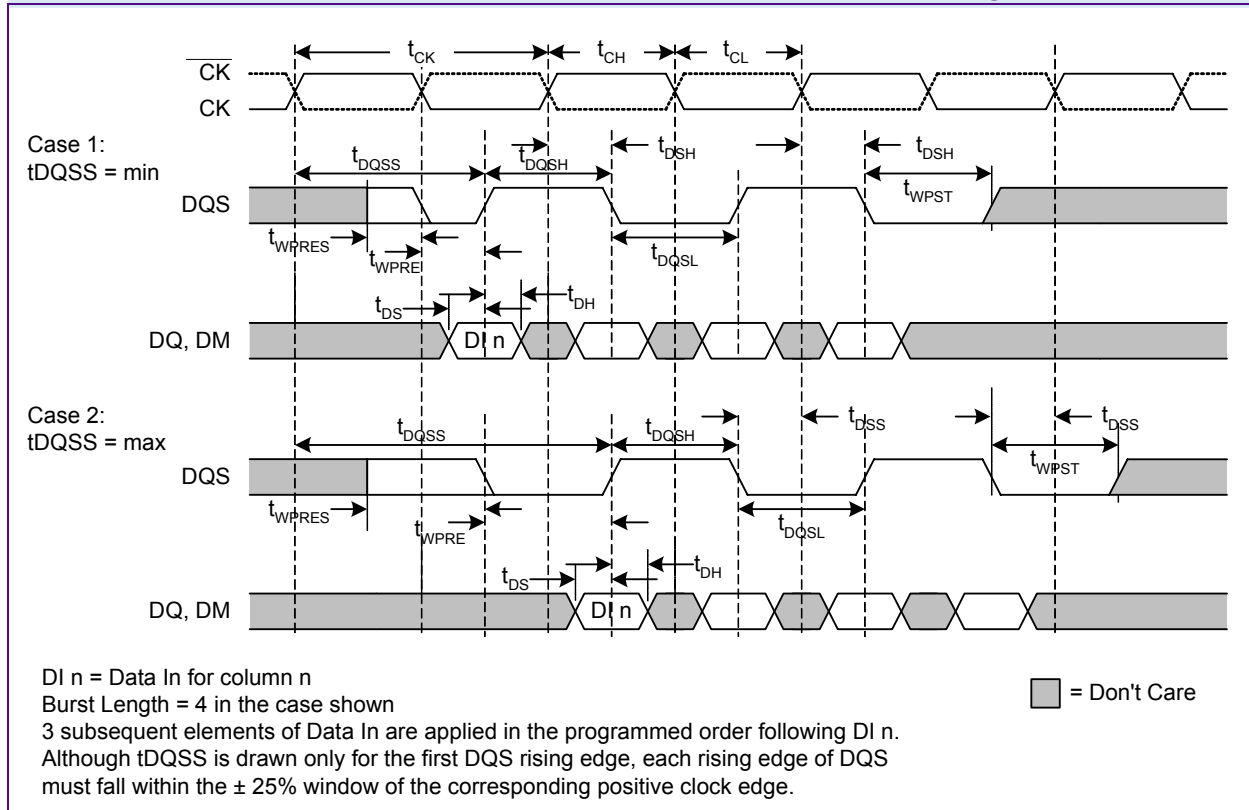 tCK tCH tCL
CK
CK
Case 1:
tDQSS = min
tDQSS tDQSH tDSH tDSH
tWPST
DQS
tWPRES
tWPRE
tDQSL
tDS tDH
DQ, DM
DI n
Case 2:
tDQSS = max
tDQSS tDQSH tDSS tDSS
tWPST
DQS
tWPRES
tWPRE
tDQSL
tDS tDH
DQ, DM
DI n
DI n = Data In for column n
Burst Length = 4 in the case shown
= Don't Care
3 subsequent elements of Data In are applied in the programmed order following DI n.
Although tDQSS is drawn only for the first DQS rising edge, each rising edge of DQS
must fall within the ± 25% window of the corresponding positive clock edge.